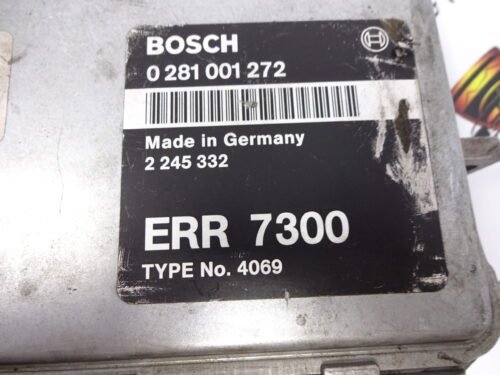 BOSCH
0 281 001 272
Made in Germany
2 245 332
ERR 7300
TYPE No. 4069